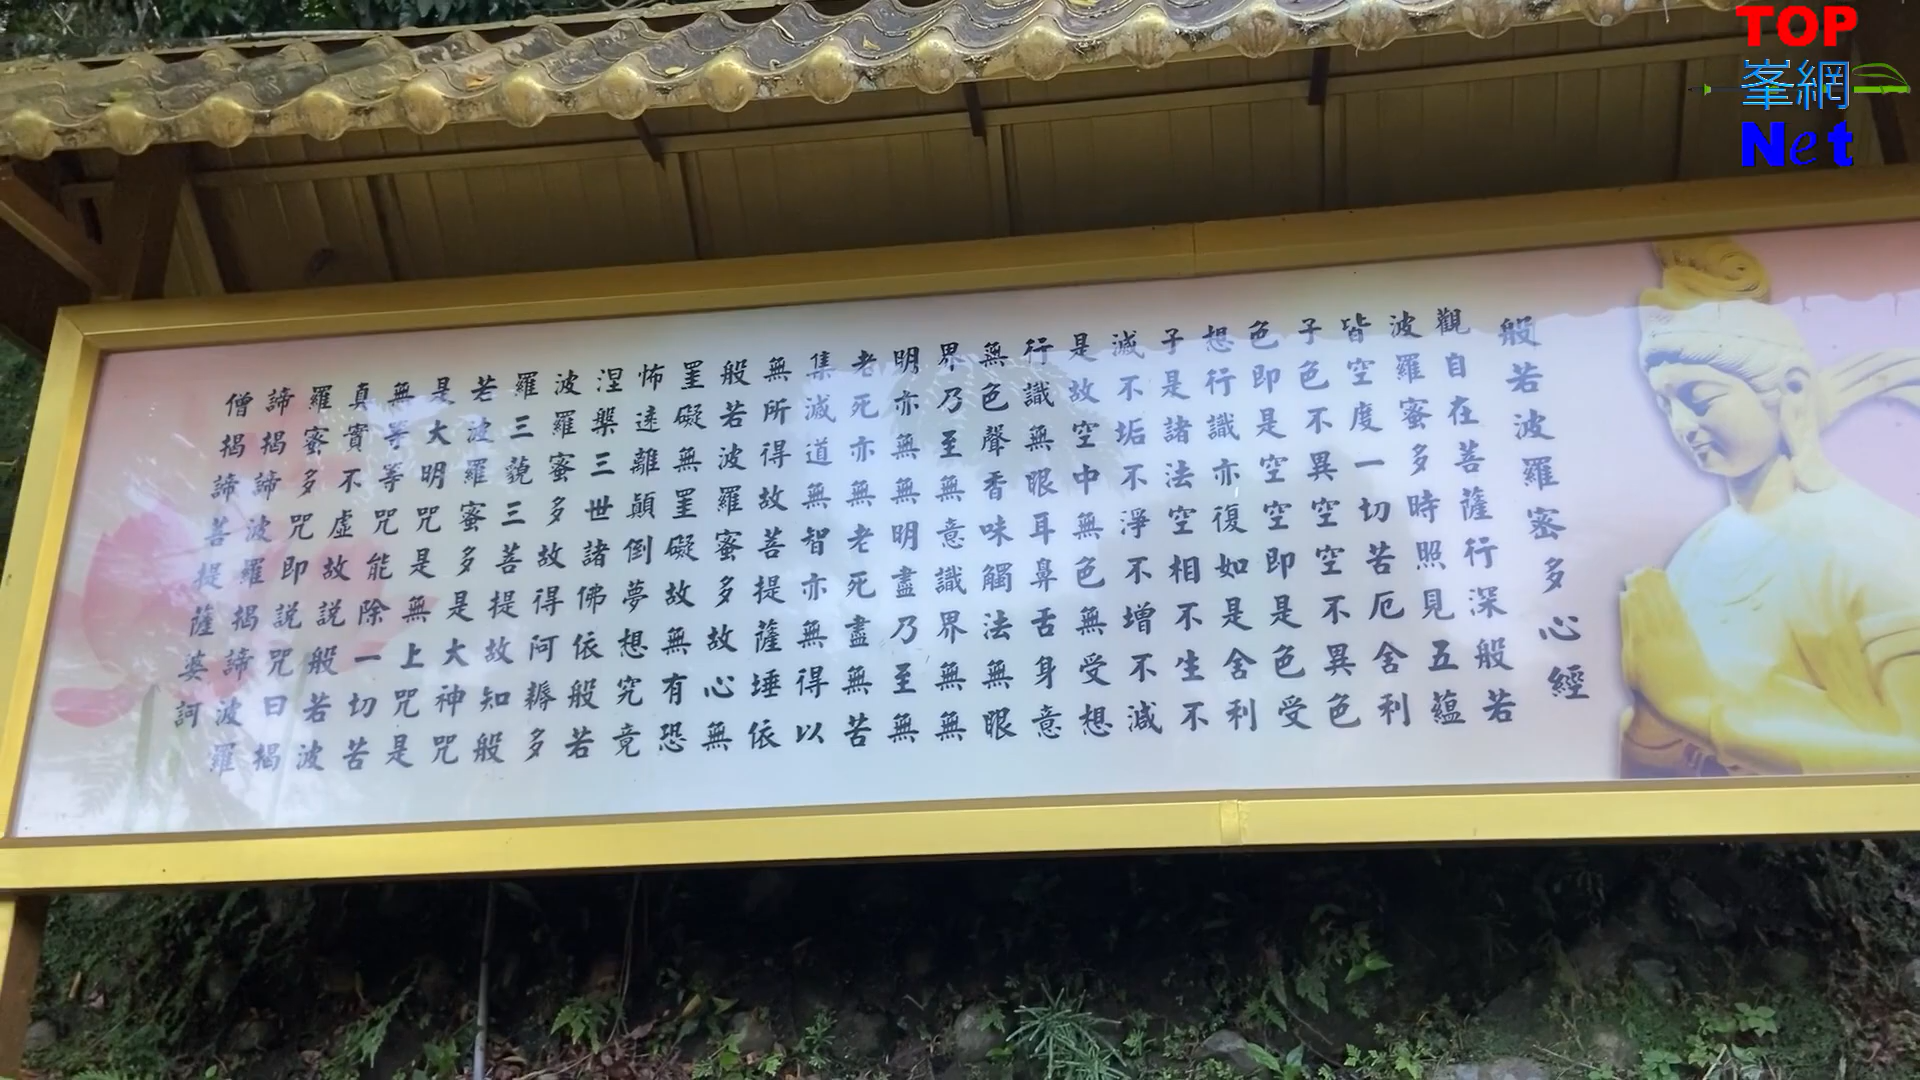 般若波羅密多心經
觀自在菩薩行深般若
波羅蜜多時照見五蘊
皆空度一切苦厄舍利
子色不異空空不異色
色即是空空即是色受
想行識亦復如是舍利
子是諸法空相不生不
滅不垢不淨不增不減
是故空中無色無受想
行識無眼耳鼻舌身意
無色聲香味觸法無眼
界乃至無意識界無無
明亦無無明盡乃至無
老死亦無老死盡無苦
集滅道無智亦無得以
無所得故菩提薩埵依
般若波羅蜜多故心無
罣礙無罣礙故無有恐
怖遠離顛倒夢想究竟
涅槃三世諸佛依般若
波羅蜜多故得阿耨多
羅三藐三菩提故知般
若波羅蜜多是大神咒
是大明咒是無上咒是
無等等咒能除一切苦
真實不虛故說般若波
羅蜜多咒即說咒曰揭
諦揭諦波羅揭諦波羅
僧揭諦菩提薩婆訶
TOP
峯網
Net